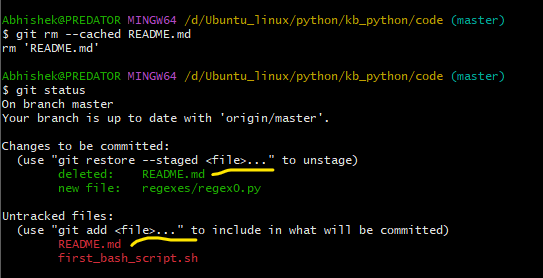 Abhishek@PREDATOR MINGW64 /d/Ubuntu_linux/python/kb_python/code (master)
$ git rm --cached README.md
rm 'README.md'
Abhishek@PREDATOR MINGW64 /d/Ubuntu_linux/python/kb_python/code (master)
$ git status
On branch master
Your branch is up to date with 'origin/master'.
Changes to be committed:
  (use "git restore --staged <file>..." to unstage)
        deleted:    README.md
        new file:   regexes/regex0.py
Untracked files:
  (use "git add <file>..." to include in what will be committed)
        README.md
        first_bash_script.sh